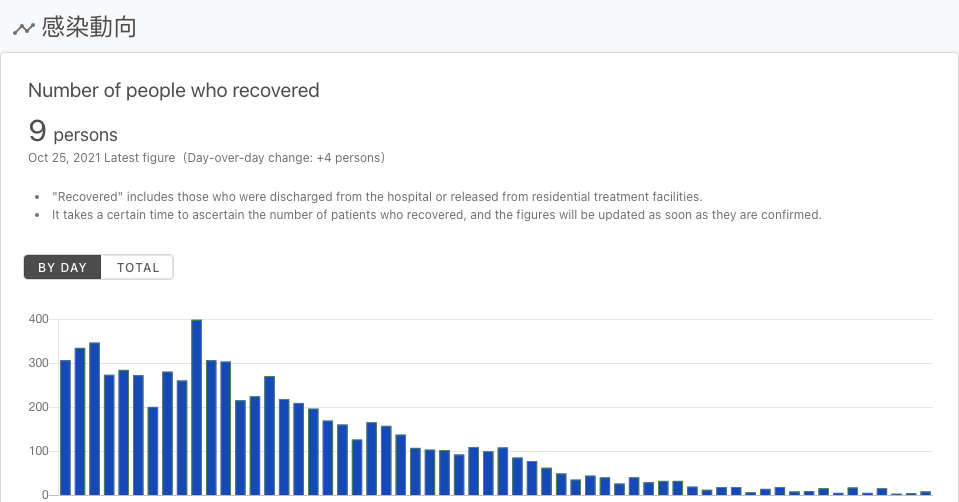 感染動向
Number of people who recovered
9 persons
Oct 25, 2021 Latest figure (Day-over-day change: +4 persons)
• "Recovered" includes those who were discharged from the hospital or released from residential treatment facilities.
• It takes a certain time to ascertain the number of patients who recovered, and the figures will be updated as soon as they are confirmed.
BY DAY TOTAL
400
300
200
100
0